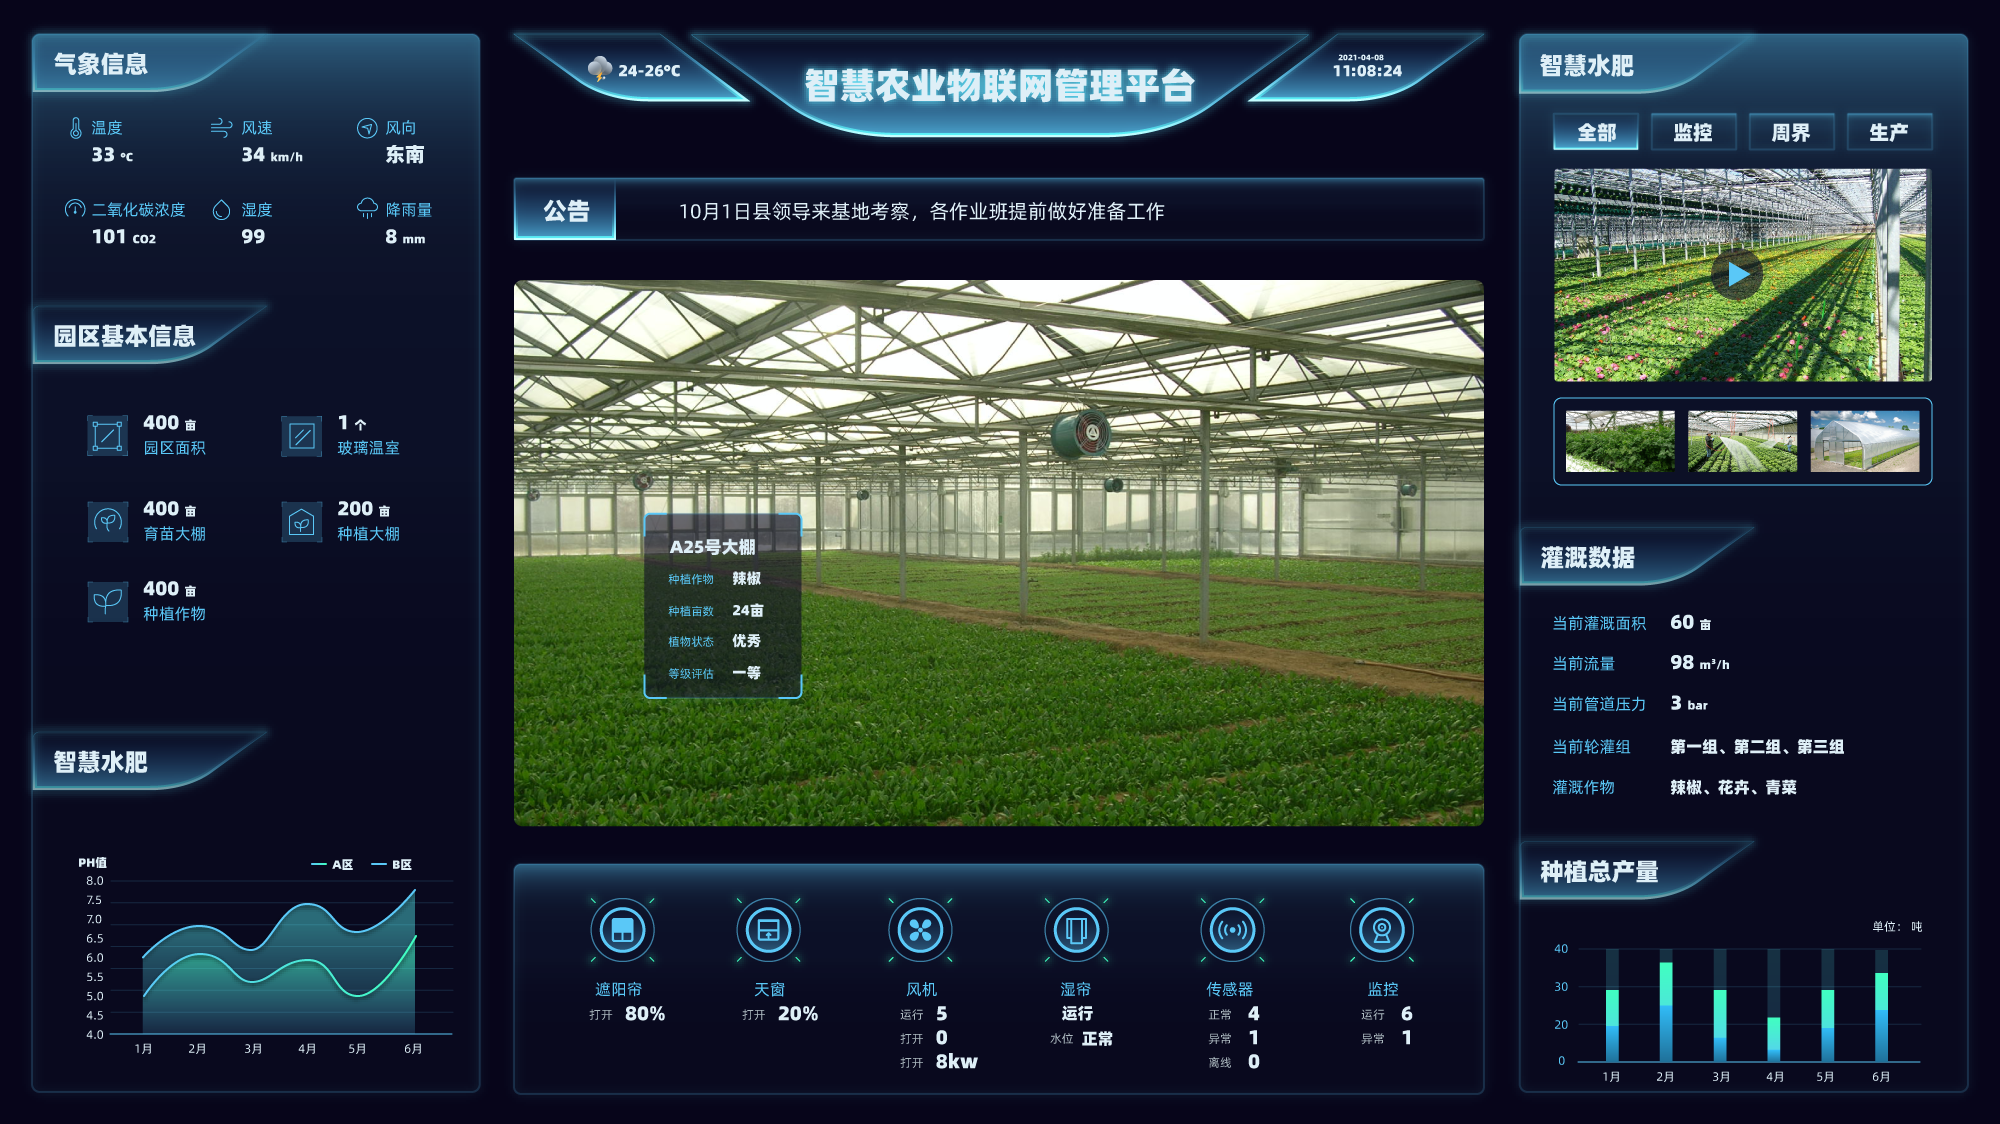 气象信息
温度
33 °C
风速
34 km/h
风向
东南
二氧化碳浓度
101 CO2
湿度
99
降雨量
8 mm
园区基本信息
400 亩
园区面积
1 个
玻璃温室
400 亩
育苗大棚
200 亩
种植大棚
400 亩
种植作物
智慧水肥
PH值
A区
B区
8.0
7.5
7.0
6.5
6.0
5.5
5.0
4.5
4.0
1月 2月 3月 4月 5月 6月
24-26°C
智慧农业物联网管理平台
2021-04-08
11:08:24
公告
10月1日县领导来基地考察，各作业班提前做好准备工作
A25号大棚
种植作物 辣椒
种植亩数 24亩
植物状态 优秀
等级评估 一等
遮阳帘
打开 80%
天窗
打开 20%
风机
运行 5
打开 0
打开 8kw
湿帘
运行
水位 正常
传感器
正常 4
异常 1
离线 0
监控
运行 6
异常 1
智慧水肥
全部 监控 周界 生产
灌溉数据
当前灌溉面积 60 亩
当前流量 98 m³/h
当前管道压力 3 bar
当前轮灌组 第一组、第二组、第三组
灌溉作物 辣椒、花卉、青菜
种植总产量
单位： 吨
40
30
20
0
1月 2月 3月 4月 5月 6月